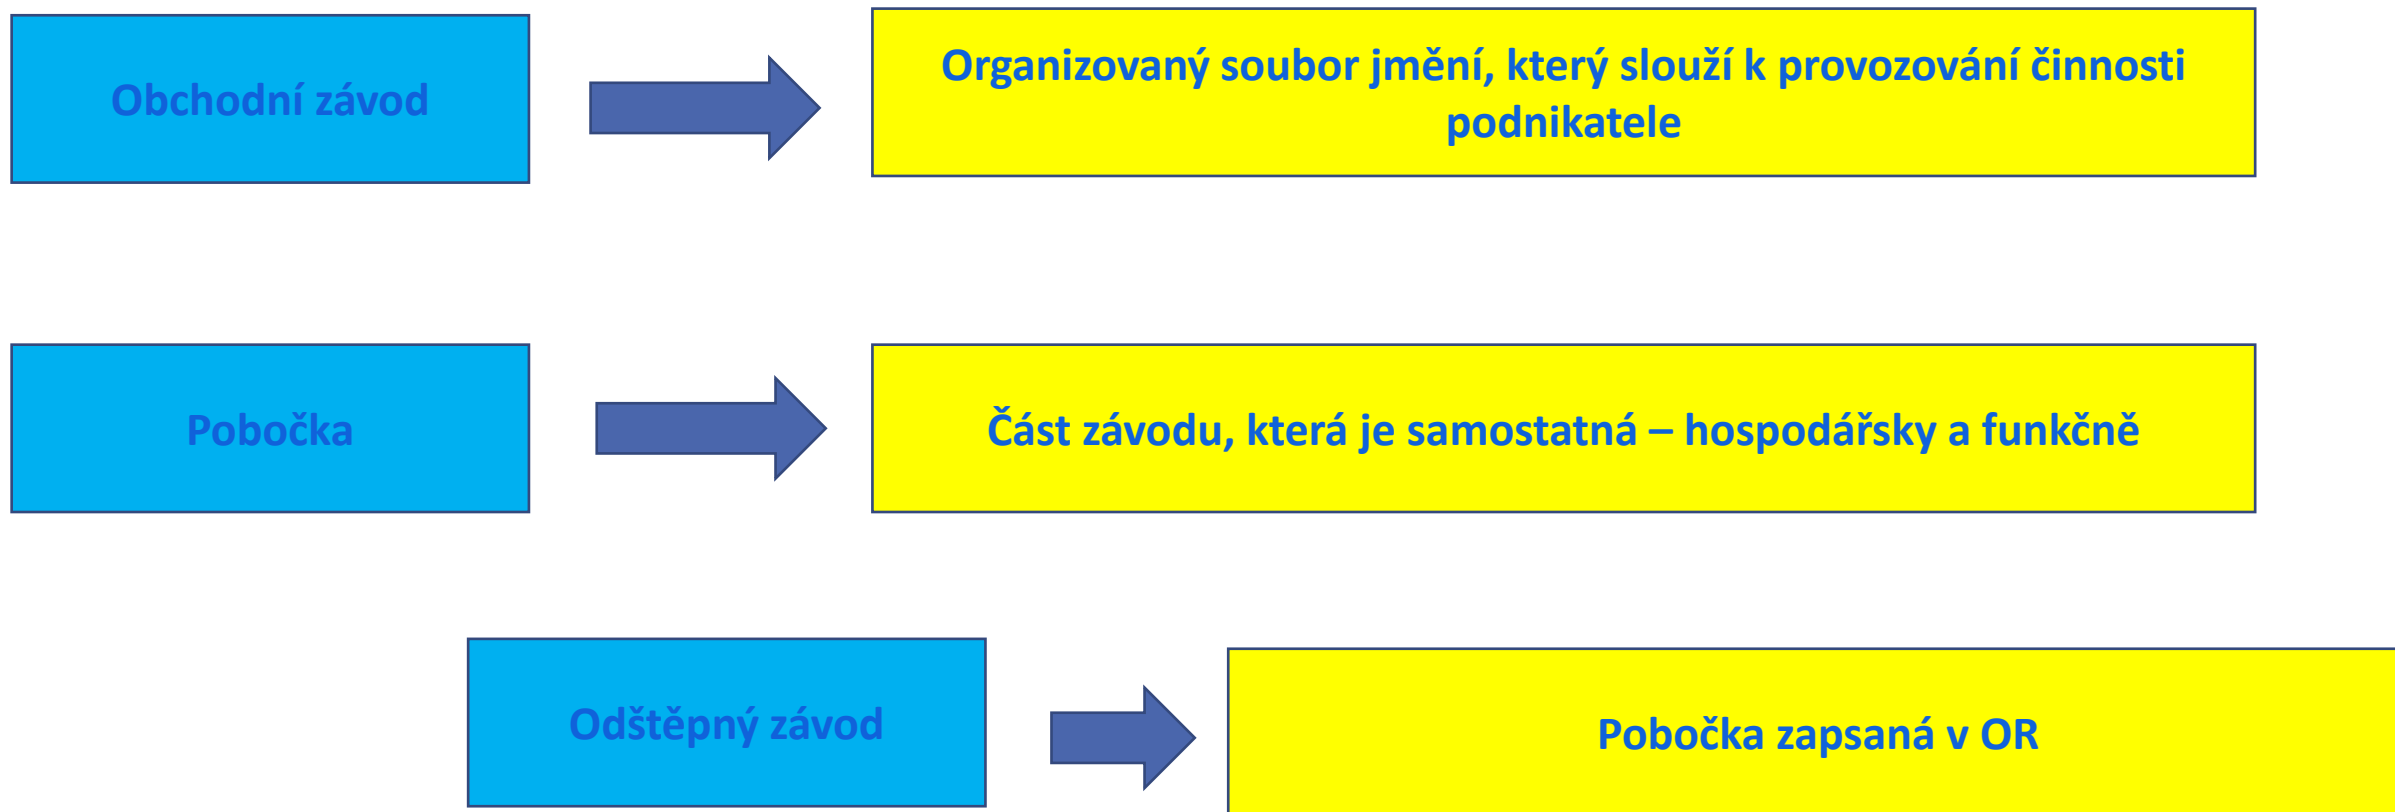 Obchodní závod
Organizovaný soubor jmění, který slouží k provozování činnosti
podnikatele
Pobočka
Část závodu, která je samostatná – hospodářsky a funkčně
Odštěpný závod
Pobočka zapsaná v OR